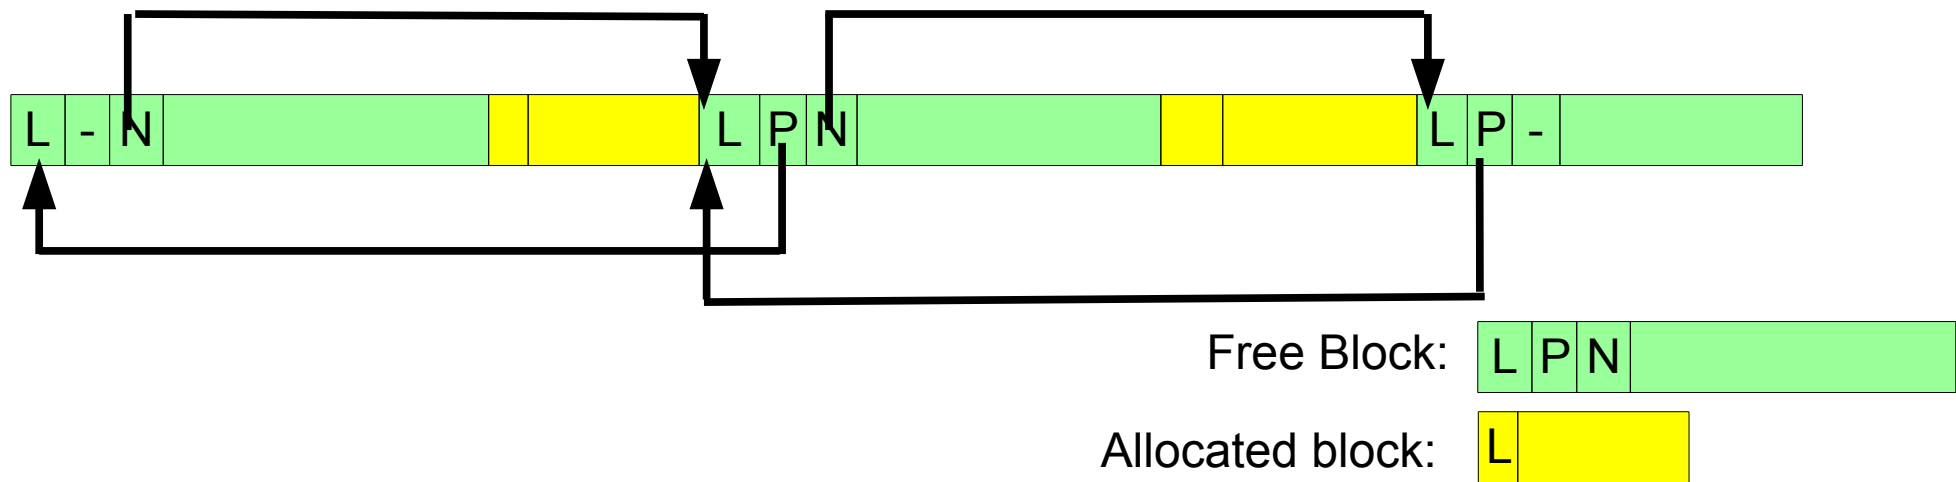 L - N L P N L P -
Free Block: L P N
Allocated block: L